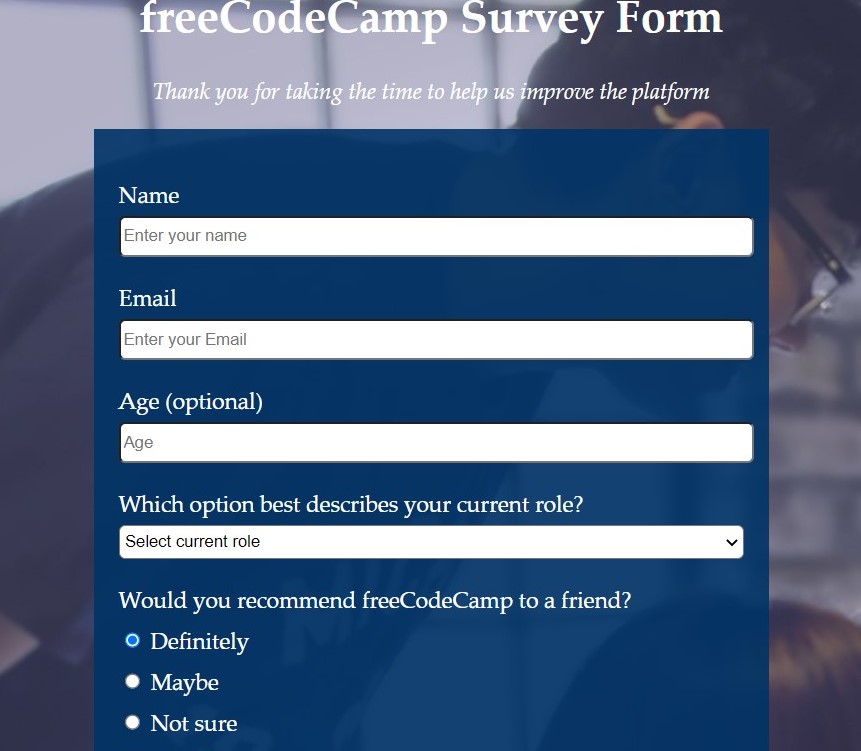 freeCodeCamp Survey Form
Thank you for taking the time to help us improve the platform
Name
Enter your name
Email
Enter your Email
Age (optional)
Age
Which option best describes your current role?
Select current role
Would you recommend freeCodeCamp to a friend?
Definitely
Maybe
Not sure